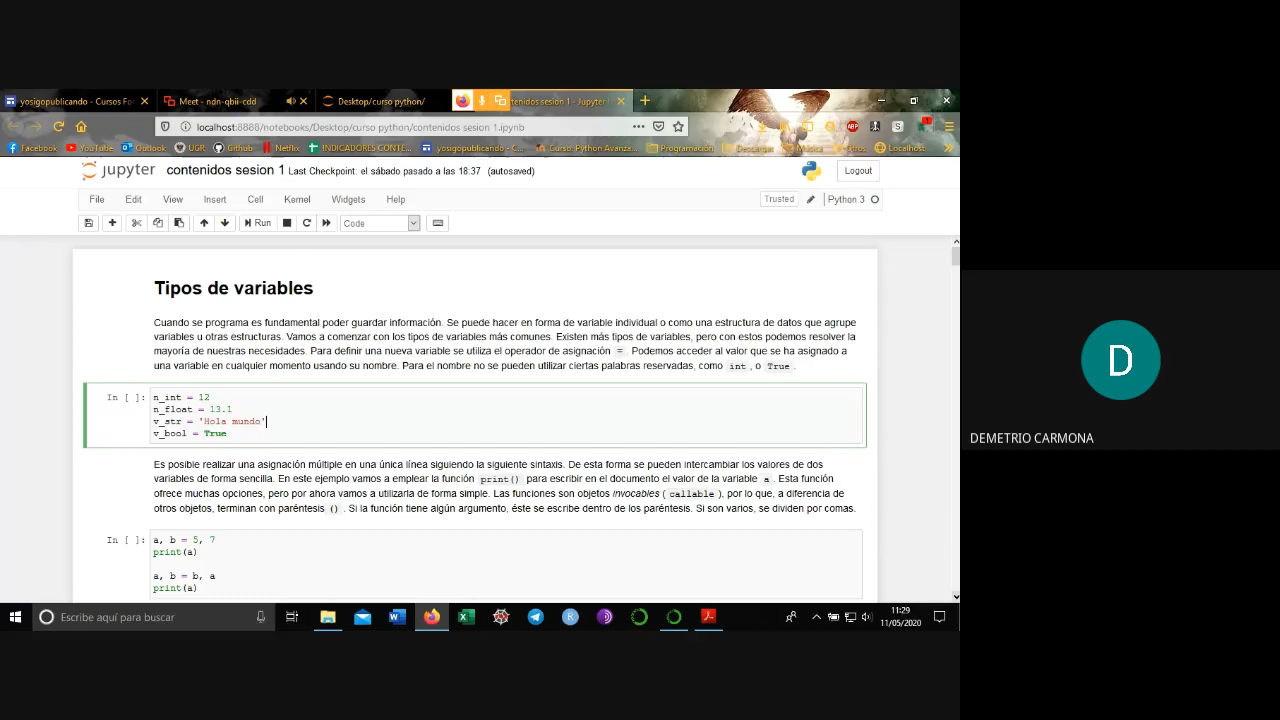 yosigopublicando - Cursos Fo
Meet - ndn-qbii-cdd
Desktop/curso python/
ntenidos sesion 1 - Jupyter
localhost:8888/notebooks/Desktop/curso python/contenidos sesion 1.ipynb
Facebook
YouTube
Outlook
UGR
Github
Netflix
INDICADORES CONTE...
yosigopublicando - C...
Curso: Python Avanza...
Programación
Descargas
Música
Otros
Localhost
jupyter
contenidos sesion 1 Last Checkpoint: el sábado pasado a las 18:37 (autosaved)
Logout
File Edit View Insert Cell Kernel Widgets Help
Trusted
Python 3
Run
Code
Tipos de variables
Cuando se programa es fundamental poder guardar información. Se puede hacer en forma de variable individual o como una estructura de datos que agrupe
variables u otras estructuras. Vamos a comenzar con los tipos de variables más comunes. Existen más tipos de variables, pero con estos podemos resolver la
mayoría de nuestras necesidades. Para definir una nueva variable se utiliza el operador de asignación = Podemos acceder al valor que se ha asignado a
una variable en cualquier momento usando su nombre. Para el nombre no se pueden utilizar ciertas palabras reservadas, como int, o True.
In [ ]: n_int = 12
n_float = 13.1
v_str = 'Hola mundo'
v_bool = True
Es posible realizar una asignación múltiple en una única línea siguiendo la siguiente sintaxis. De esta forma se pueden intercambiar los valores de dos
variables de forma sencilla. En este ejemplo vamos a emplear la función print() para escribir en el documento el valor de la variable a. Esta función
ofrece muchas opciones, pero por ahora vamos a utilizarla de forma simple. Las funciones son objetos invocables (callable), por lo que, a diferencia de
otros objetos, terminan con paréntesis (). Si la función tiene algún argumento, éste se escribe dentro de los paréntesis. Si son varios, se dividen por comas.
In [ ]: a, b = 5, 7
print(a)
a, b = b, a
print(a)
D
DEMETRIO CARMONA
Escribe aquí para buscar
11:29
11/05/2020